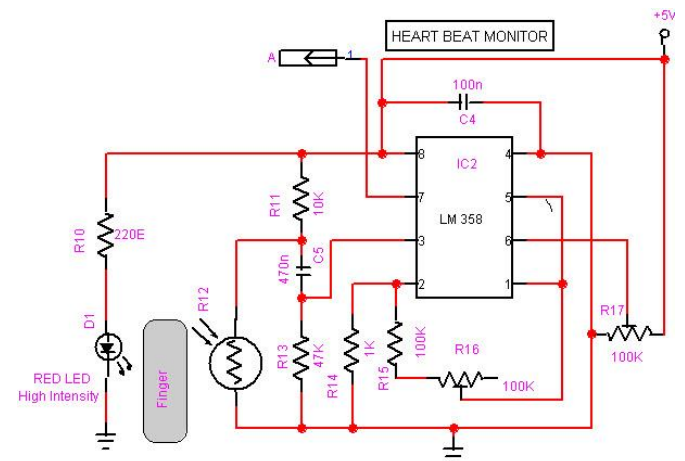 +5V
HEART BEAT MONITOR
A
1
100n
C4
8
IC2
4
R11
10K
7
5
R10
220E
LM 358
3
6
C5
470n
R12
2
1
R17
D1
100K
R13
47K
R14
1K
R15
100K
R16
100K
RED LED
High Intensity
Finger